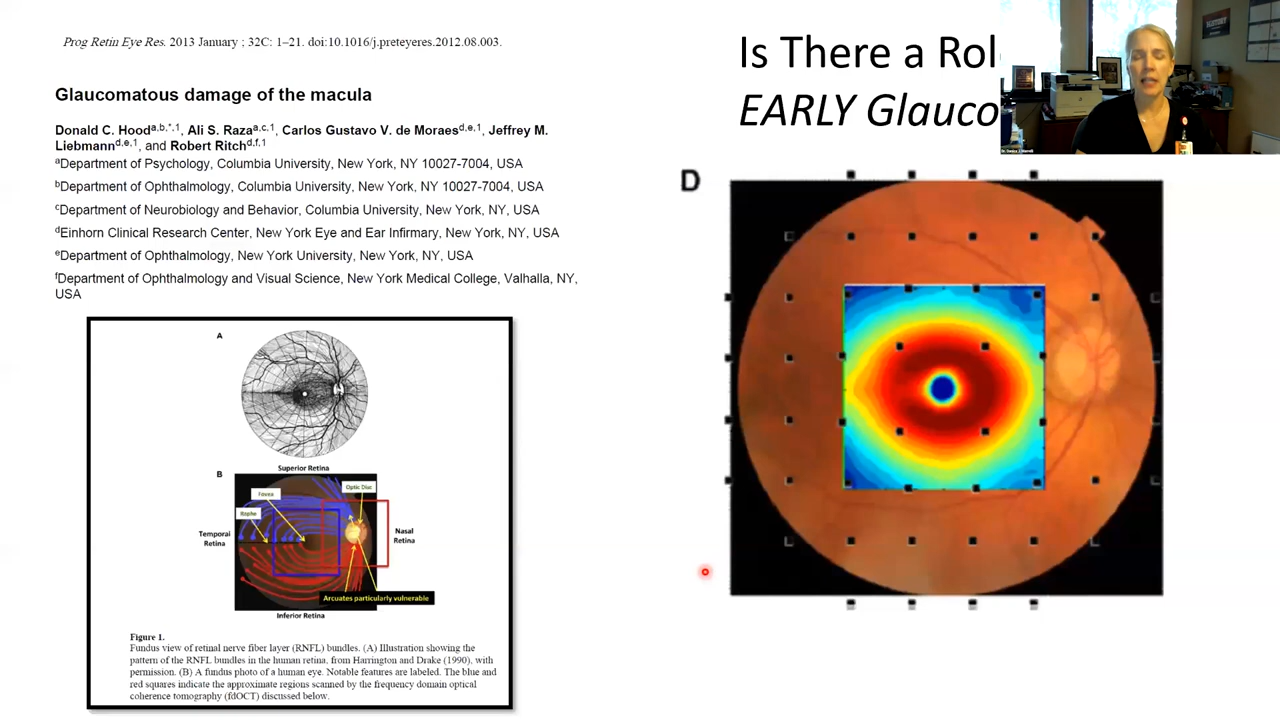 Prog Retin Eye Res. 2013 January ; 32C: 1–21. doi:10.1016/j.preteyeres.2012.08.003.
Glaucomatous damage of the macula
Donald C. Hooda,b,*,1, Ali S. Razaa,c,1, Carlos Gustavo V. de Moraesd,e,1, Jeffrey M.
Liebmannd,e,1, and Robert Ritchd,f,1
aDepartment of Psychology, Columbia University, New York, NY 10027-7004, USA
bDepartment of Ophthalmology, Columbia University, New York, NY 10027-7004, USA
cDepartment of Neurobiology and Behavior, Columbia University, New York, NY, USA
dEinhorn Clinical Research Center, New York Eye and Ear Infirmary, New York, NY, USA
eDepartment of Ophthalmology, New York University, New York, NY, USA
fDepartment of Ophthalmology and Visual Science, New York Medical College, Valhalla, NY,
USA
A
Superior Retina
B
Fovea
Optic Disc
Raphe
Temporal
Retina
Nasal
Retina
Arcuates particularly vulnerable
Inferior Retina
Figure 1.
Fundus view of retinal nerve fiber layer (RNFL) bundles. (A) Illustration showing the
pattern of the RNFL bundles in the human retina, from Harrington and Drake (1990), with
permission. (B) A fundus photo of a human eye. Notable features are labeled. The blue and
red squares indicate the approximate regions scanned by the frequency domain optical
coherence tomography (fdOCT) discussed below.
Is There a Rol
EARLY Glauco
D